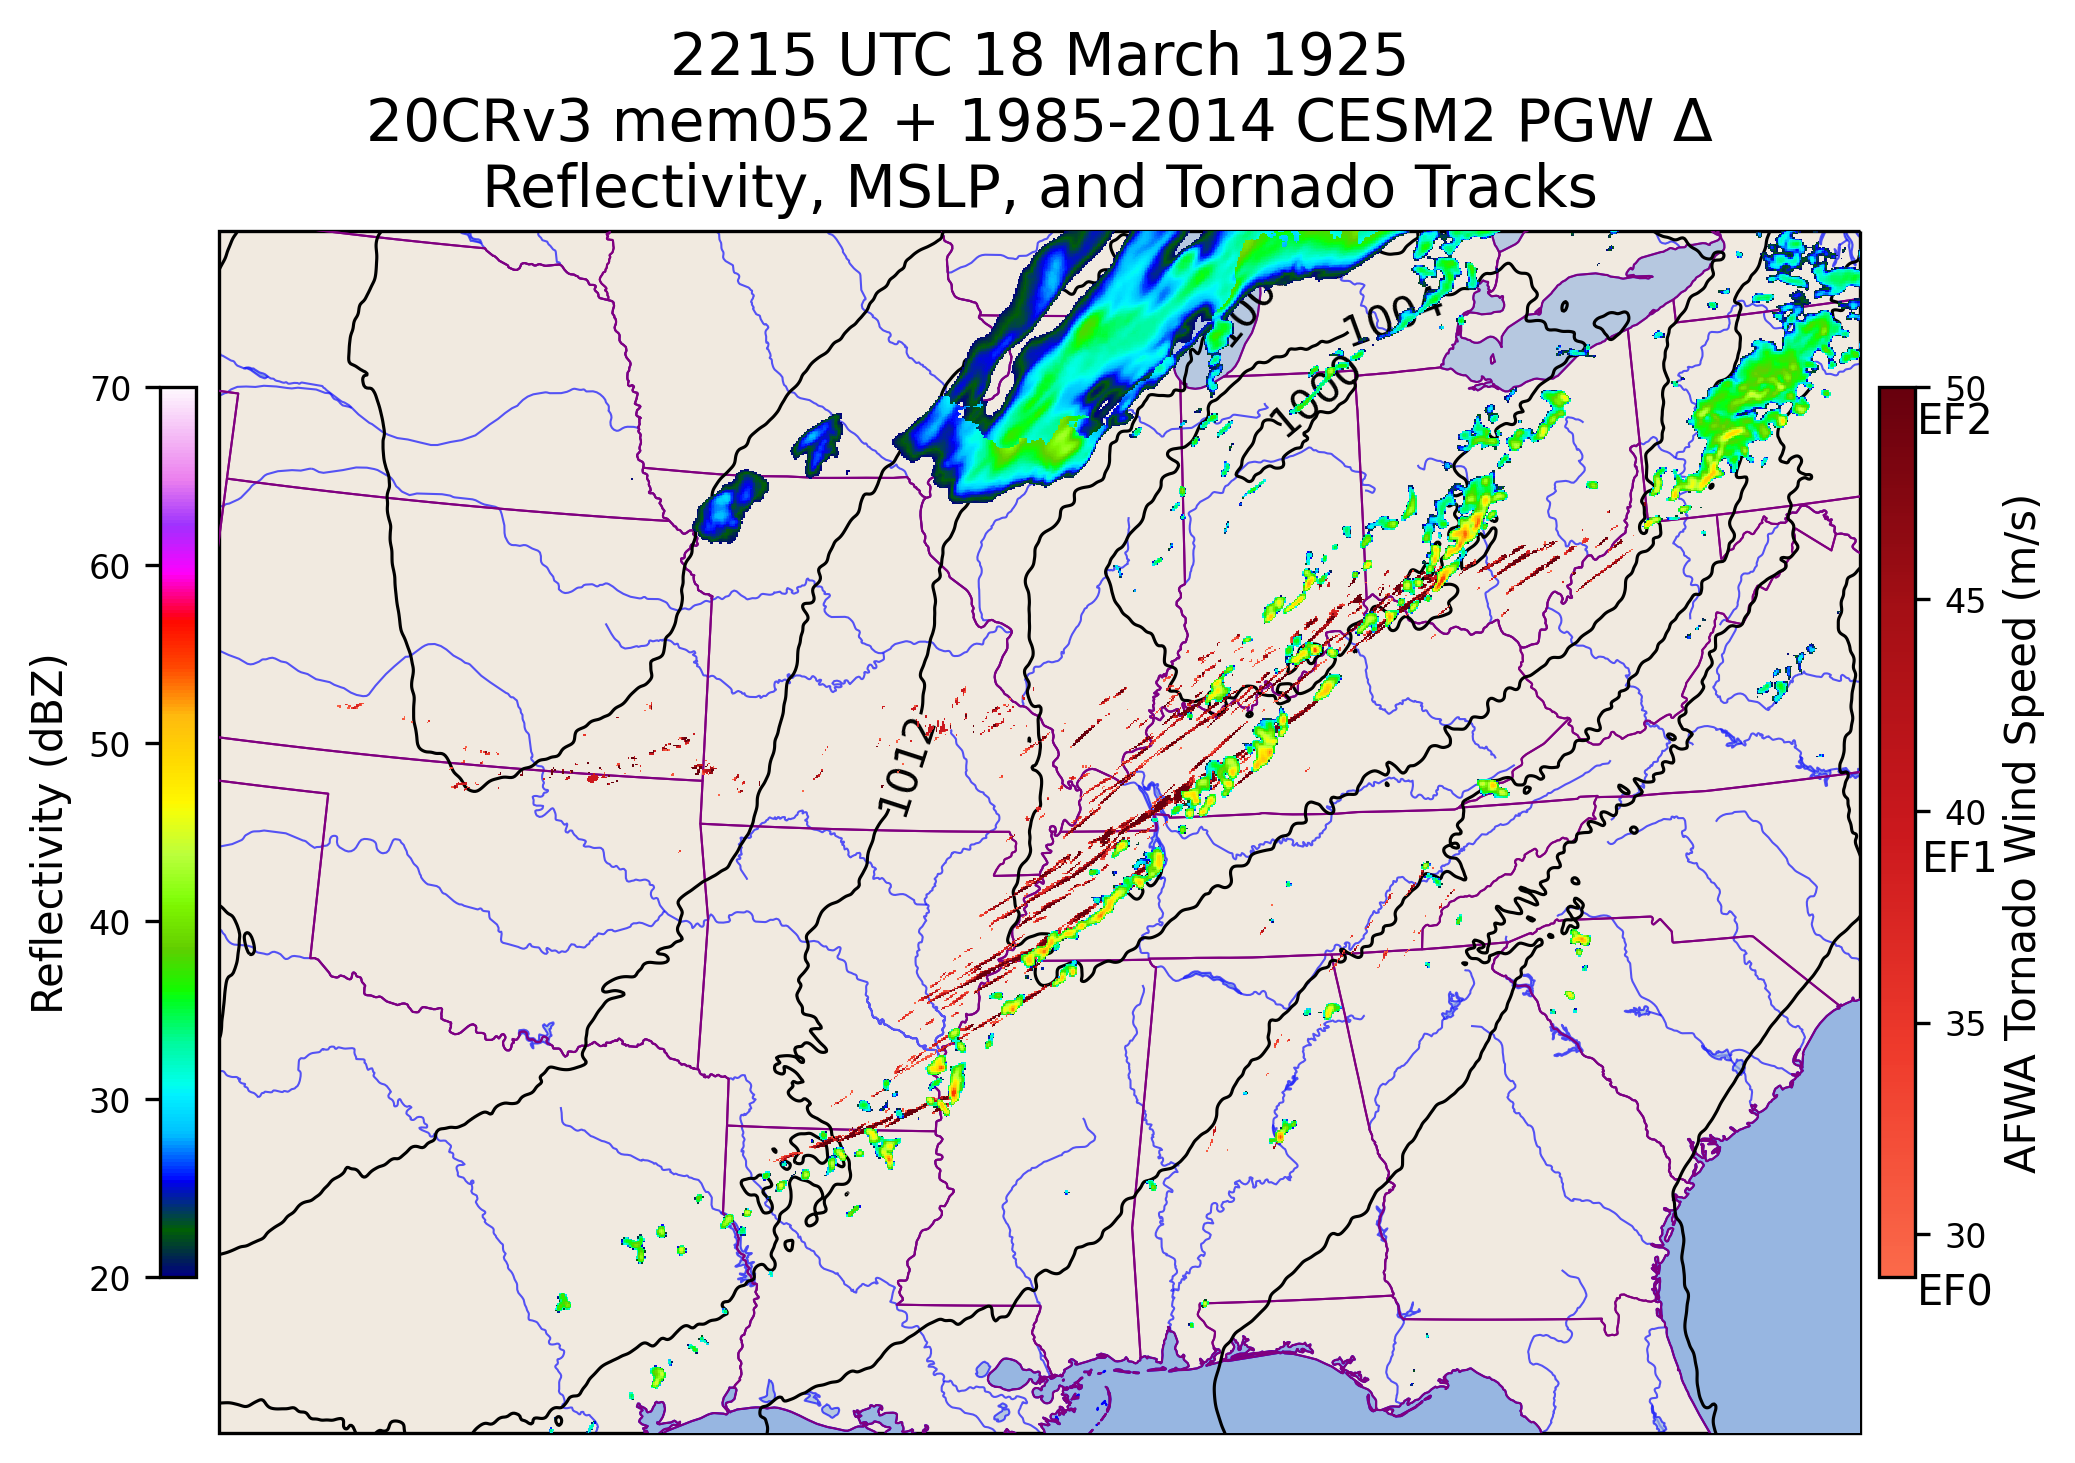 2215 UTC 18 March 1925
20CRv3 mem052 + 1985-2014 CESM2 PGW Δ
Reflectivity, MSLP, and Tornado Tracks
Reflectivity (dBZ)
70
60
50
40
30
20
100
1004
1000
1012
50
EF2
45
40
EF1
35
30
EF0
AFWA Tornado Wind Speed (m/s)